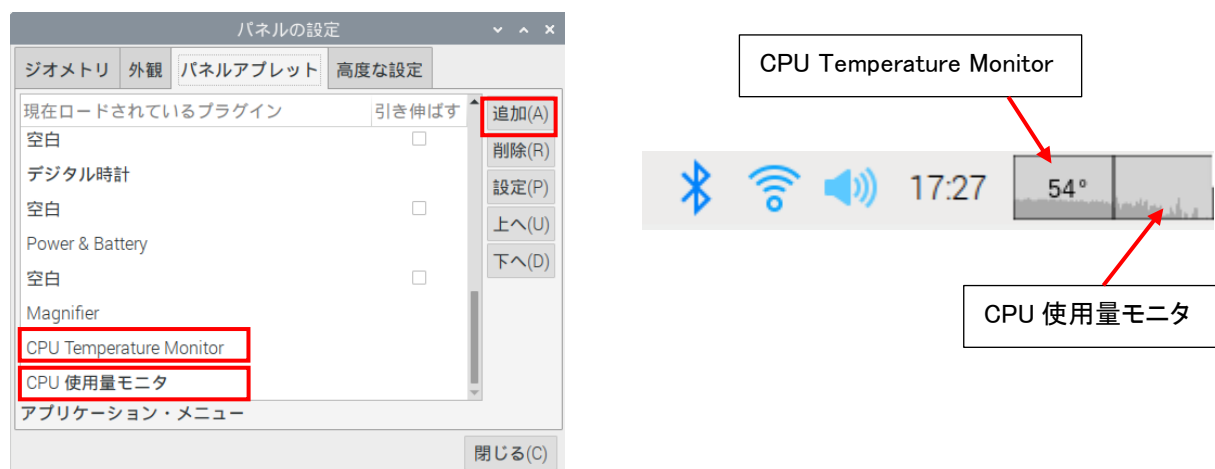 パネルの設定
ジオメトリ 外観 パネルアプレット 高度な設定
現在ロードされているプラグイン 引き伸ばす
追加(A)
空白
削除(R)
デジタル時計
設定(P)
空白
上へ(U)
Power & Battery
下へ(D)
空白
Magnifier
CPU Temperature Monitor
CPU 使用量モニタ
アプリケーション・メニュー
閉じる(C)
CPU Temperature Monitor
17:27 54°
CPU 使用量モニタ